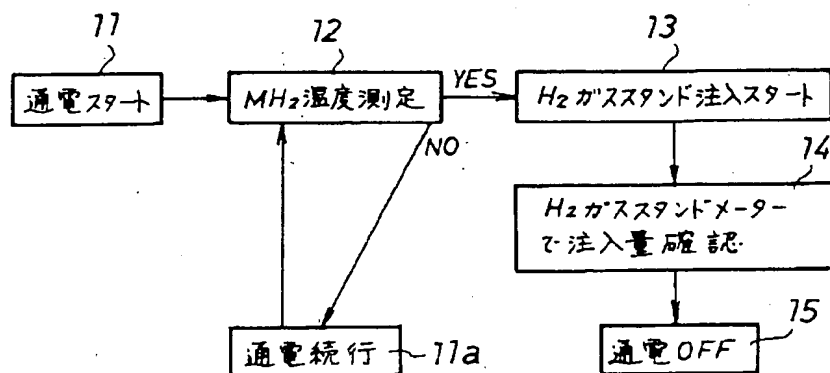 11
12
13
通電スタート
MH2温度測定
YES
H2ガススタンド注入スタート
NO
14
H2ガススタンドメーター
で注入量確認
通電続行
11a
通電OFF
15